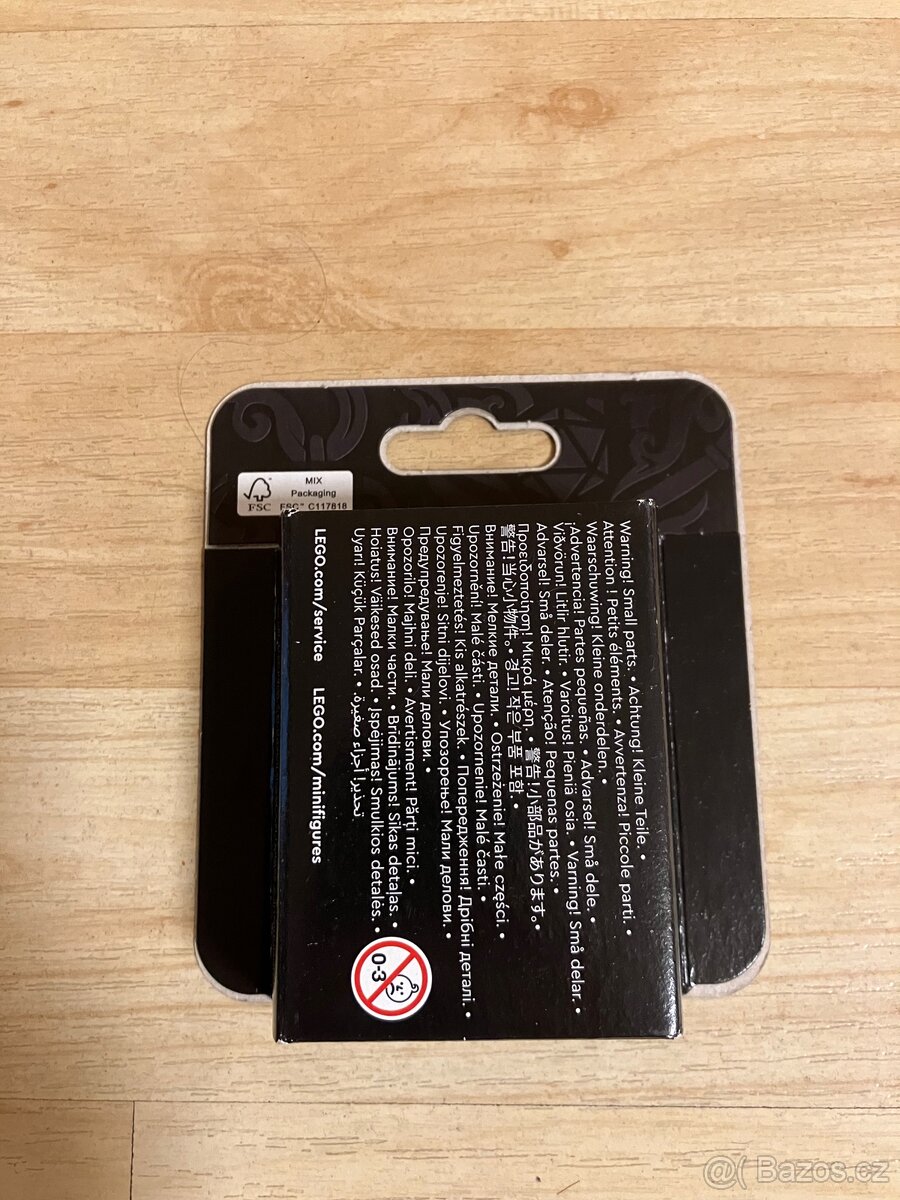 MIX
Packaging
FSC™ C117818
FSC
Warning! Small parts. • Achtung! Kleine Teile. •
Attention ! Petits éléments. • Avvertenza! Piccole parti. •
Waarschuwing! Kleine onderdelen. •
¡Advertencia! Partes pequeñas. • Advarsel! Små dele. •
Viðvorun! Litlir hlutir. • Varoitus! Pieniä osia. • Varning! Små delar. •
Advarsel! Små deler. • Atenção! Pequenas partes. •
Προειδοποίηση! Μικρά μέρη. • 警告!小部品があります。 •
警告!当心小物件。 • 경고! 작은 부품 포함. •
Внимание! Мелкие детали. • Ostrzeżenie! Małe części. •
Upozornění! Malé části. • Upozornenie! Malé časti. •
Figyelmeztetés! Kis alkatrészek. • Попередження! Дрібні деталі. •
Upozorenje! Sitni dijelovi. • Упозорење! Мали делови. •
Предупредување! Мали делови. •
Opozorilo! Majhni deli. • Avertisment! Părți mici. •
Внимание! Малки части. • Brīdinājums! Sīkas detaļas. •
Hoiatus! Väikesed osad. • Įspėjimas! Smulkios detalės. •
Uyarı! Küçük Parçalar. • تحذير! أجزاء صغيرة.
LEGO.com/service LEGO.com/minifigures
0-3
@( Bazos.cz